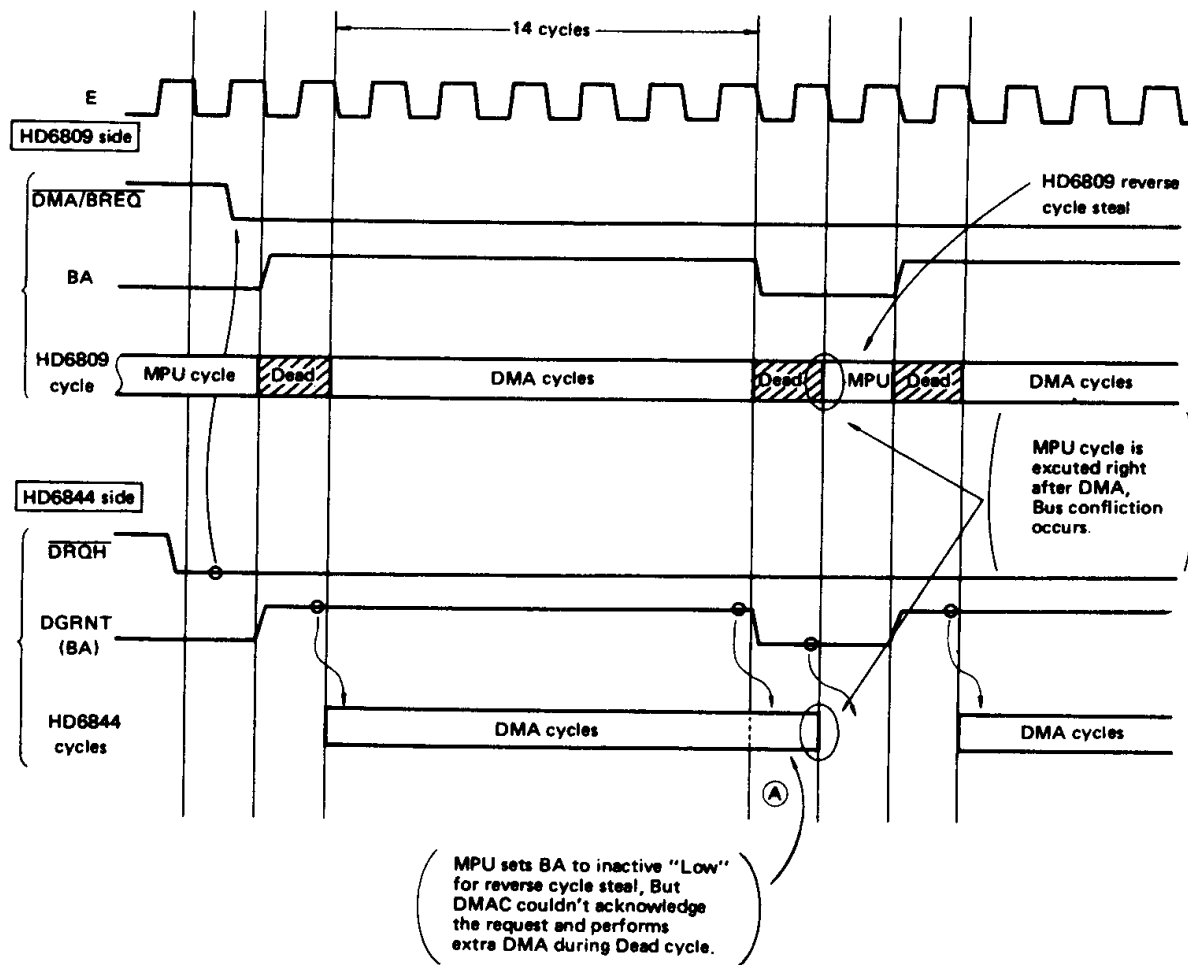 14 cycles
E
HD6809 side
DMA/BREQ
HD6809 reverse
cycle steal
BA
HD6809
cycle
MPU cycle
Dead
DMA cycles
Dead
MPU
Dead
DMA cycles
MPU cycle is
excuted right
after DMA,
Bus confliction
occurs.
HD6844 side
DRQH
DGRNT
(BA)
HD6844
cycles
DMA cycles
DMA cycles
A
MPU sets BA to inactive "Low"
for reverse cycle steal, But
DMAC couldn't acknowledge
the request and performs
extra DMA during Dead cycle.